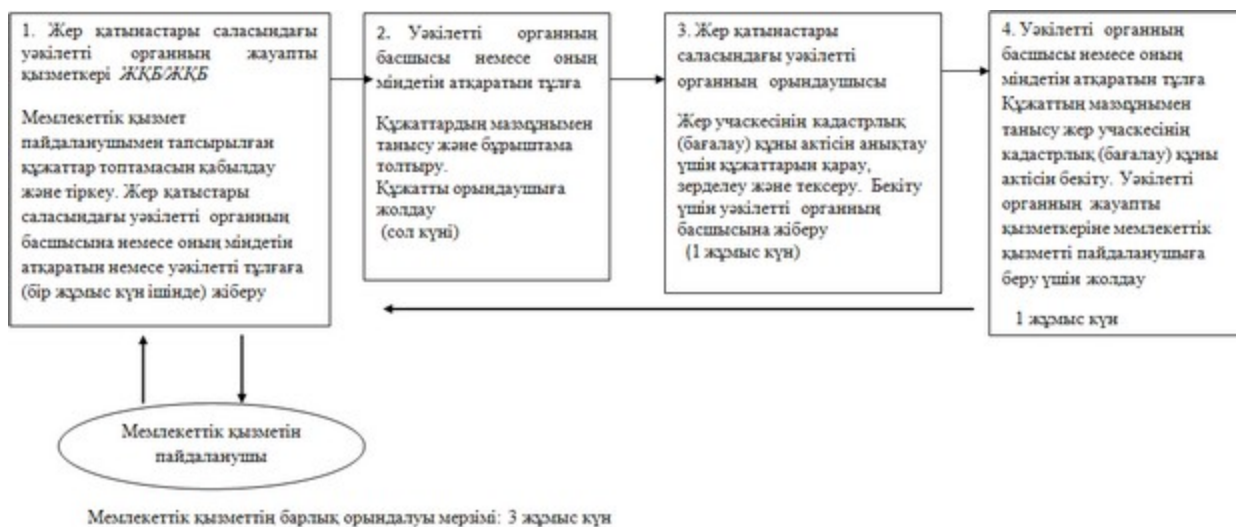 1. Жер қатынастары саласындағы
уәкілетті органның жауапты
қызметкері ЖҚБ/ЖҚБ
Мемлекеттік қызмет
пайдаланушымен тапсырылған
құжаттар топтамасын қабылдау
және тіркеу. Жер қатыстары
саласындағы уәкілетті органның
басшысына немесе оның міндетін
атқаратын немесе уәкілетті тұлғаға
(бір жұмыс күн ішінде) жіберу
2. Уәкілетті органның
басшысы немесе оның
міндетін атқаратын тұлға
Құжаттардың мазмұнымен
танысу және бұрыштама
толтыру.
Құжатты орындаушыға
жолдау
(сол күні)
3. Жер қатынастары
саласындағы уәкілетті
органның орындаушысы
Жер учаскесінің кадастрлық
(бағалау) құны актісін анықтау
үшін құжаттарын қарау,
зерделеу және тексеру. Бекіту
үшін уәкілетті органның
басшысына жіберу
(1 жұмыс күн)
4. Уәкілетті органның
басшысы немесе оның
міндетін атқаратын тұлға
Құжаттың мазмұнымен
танысу жер учаскесінің
кадастрлық (бағалау) құны
актісін бекіту. Уәкілетті
органның жауапты
қызметкеріне мемлекеттік
қызметті пайдаланушыға
беру үшін жолдау
1 жұмыс күн
Мемлекеттік қызметін
пайдаланушы
Мемлекеттік қызметтің барлық орындалуы мерзімі: 3 жұмыс күн